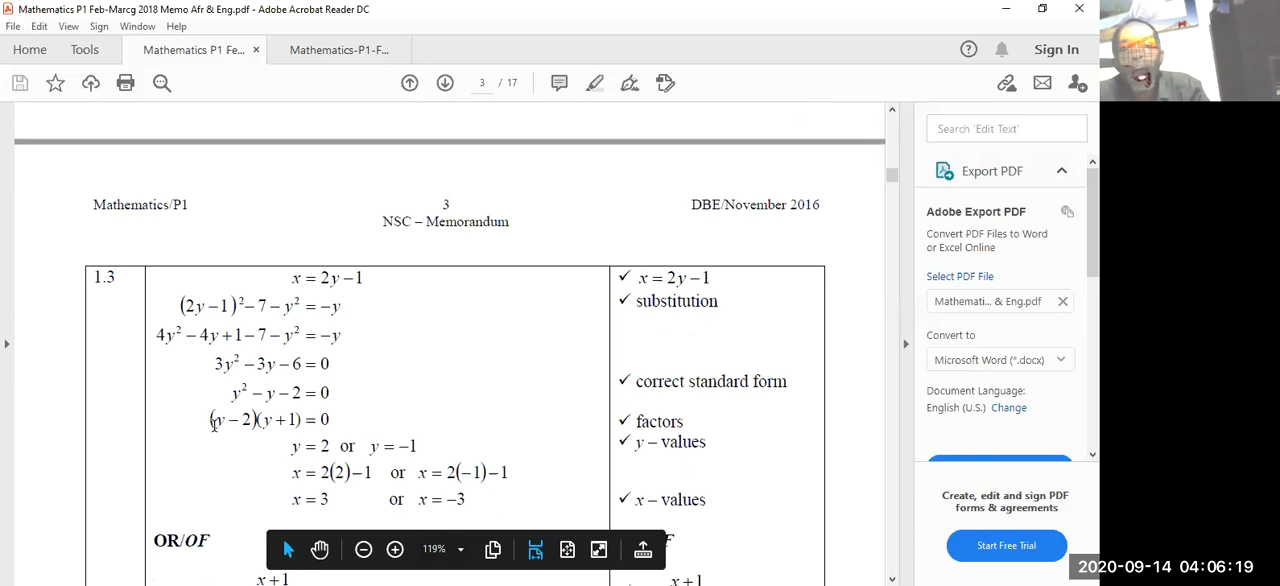 Mathematics P1 Feb-Marcg 2018 Memo Afr & Eng.pdf - Adobe Acrobat Reader DC
File Edit View Sign Window Help
Home Tools Mathematics P1 Fe... × Mathematics-P1-F... Sign In
3 / 17
Search 'Edit Text'
Export PDF
Adobe Export PDF
Convert PDF Files to Word
or Excel Online
Select PDF File
Mathemati... & Eng.pdf
Convert to
Microsoft Word (*.docx)
Document Language:
English (U.S.) Change
Create, edit and sign PDF
forms & agreements
Start Free Trial
Mathematics/P1 3 DBE/November 2016
NSC – Memorandum
1.3 x = 2y – 1 ✓ x = 2y – 1
(2y – 1)² – 7 – y² = –y ✓ substitution
4y² – 4y + 1 – 7 – y² = –y
3y² – 3y – 6 = 0
✓ correct standard form
y² – y – 2 = 0
(y – 2)(y + 1) = 0 ✓ factors
y = 2 or y = –1 ✓ y – values
x = 2(2) – 1 or x = 2(–1) – 1
x = 3 or x = –3 ✓ x – values
OR/OF F
119%
x + 1 x + 1
2020-09-14 04:06:19